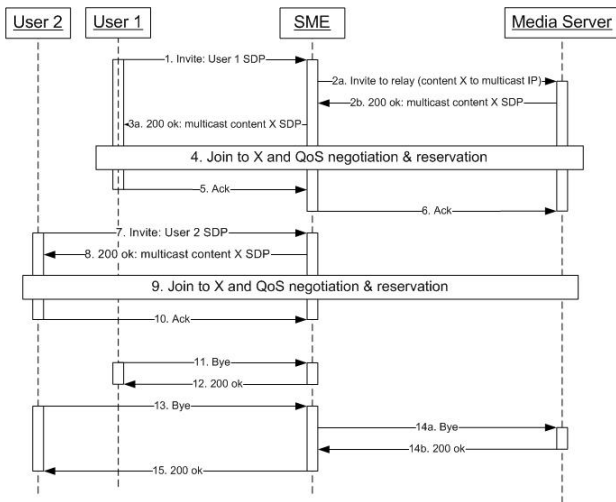 User 2
User 1
SME
Media Server
1. Invite: User 1 SDP
2a. Invite to relay (content X to multicast IP)
2b. 200 ok: multicast content X SDP
3a. 200 ok: multicast content X SDP
4. Join to X and QoS negotiation & reservation
5. Ack
6. Ack
7. Invite: User 2 SDP
8. 200 ok: multicast content X SDP
9. Join to X and QoS negotiation & reservation
10. Ack
11. Bye
12. 200 ok
13. Bye
14a. Bye
14b. 200 ok
15. 200 ok